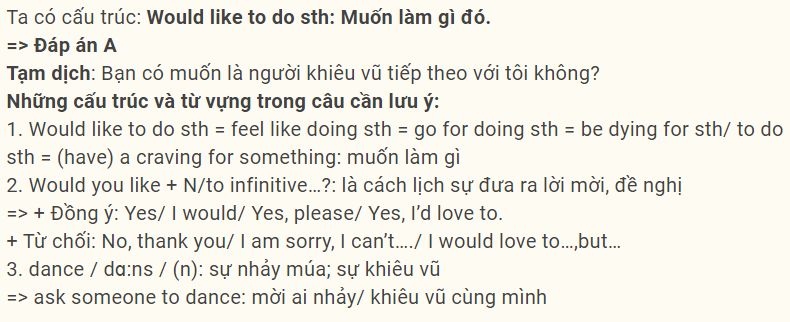 Ta có cấu trúc: Would like to do sth: Muốn làm gì đó.
=> Đáp án A
Tạm dịch: Bạn có muốn là người khiêu vũ tiếp theo với tôi không?
Những cấu trúc và từ vựng trong câu cần lưu ý:
1. Would like to do sth = feel like doing sth = go for doing sth = be dying for sth/ to do
sth = (have) a craving for something: muốn làm gì
2. Would you like + N/to infinitive…?: là cách lịch sự đưa ra lời mời, đề nghị
=> + Đồng ý: Yes/ I would/ Yes, please/ Yes, I’d love to.
+ Từ chối: No, thank you/ I am sorry, I can’t…./ I would love to…,but…
3. dance / dɑ:ns / (n): sự nhảy múa; sự khiêu vũ
=> ask someone to dance: mời ai nhảy/ khiêu vũ cùng mình